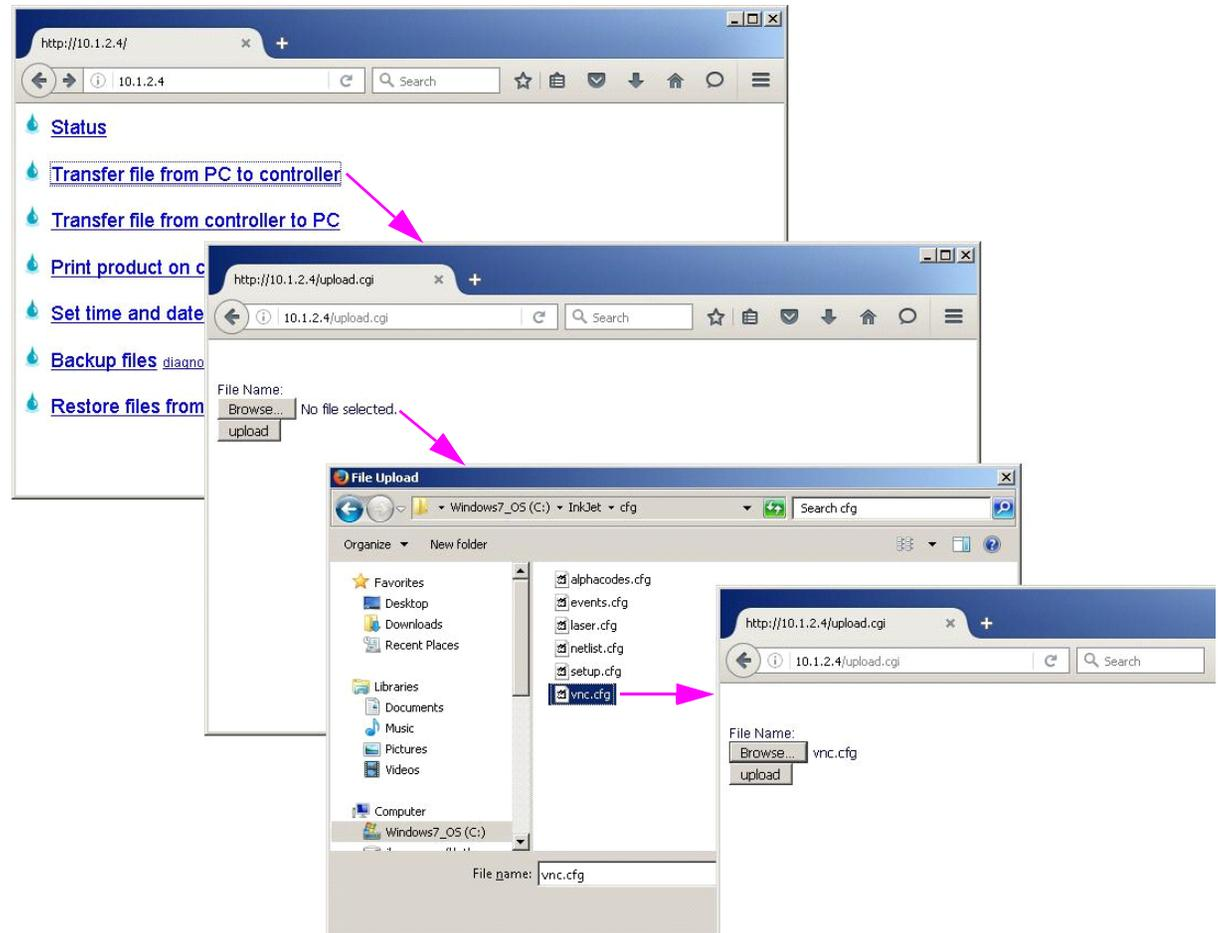 http://10.1.2.4/
10.1.2.4
Search
Status
Transfer file from PC to controller
Transfer file from controller to PC
Print product on c
Set time and date
Backup files diagno
Restore files from
http://10.1.2.4/upload.cgi
10.1.2.4/upload.cgi
Search
File Name:
Browse... No file selected.
upload
File Upload
Windows7_OS (C:) InkJet cfg
Search cfg
Organize New folder
Favorites
Desktop
Downloads
Recent Places
Libraries
Documents
Music
Pictures
Videos
Computer
Windows7_OS (C:)
alphacodes.cfg
events.cfg
laser.cfg
netlist.cfg
setup.cfg
vnc.cfg
File name: vnc.cfg
http://10.1.2.4/upload.cgi
10.1.2.4/upload.cgi
Search
File Name:
Browse... vnc.cfg
upload